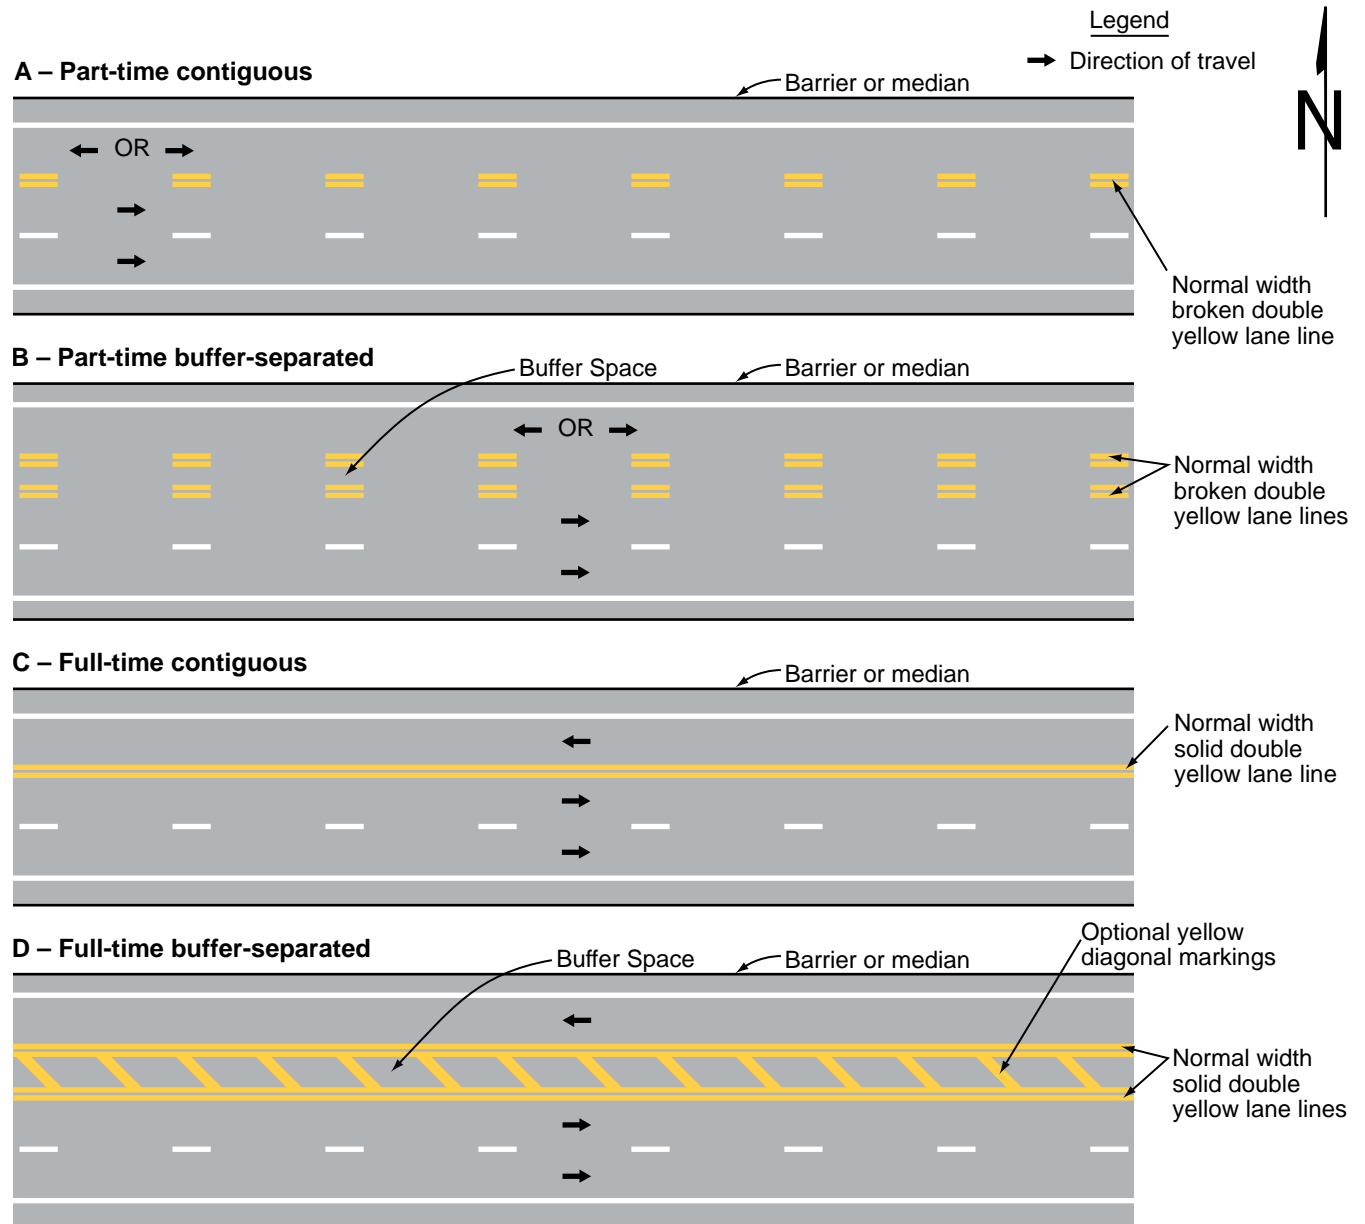 Legend
Direction of travel
N
A – Part-time contiguous
Barrier or median
OR
Normal width
broken double
yellow lane line
B – Part-time buffer-separated
Buffer Space
Barrier or median
OR
Normal width
broken double
yellow lane lines
C – Full-time contiguous
Barrier or median
Normal width
solid double
yellow lane line
D – Full-time buffer-separated
Buffer Space
Barrier or median
Optional yellow
diagonal markings
Normal width
solid double
yellow lane lines